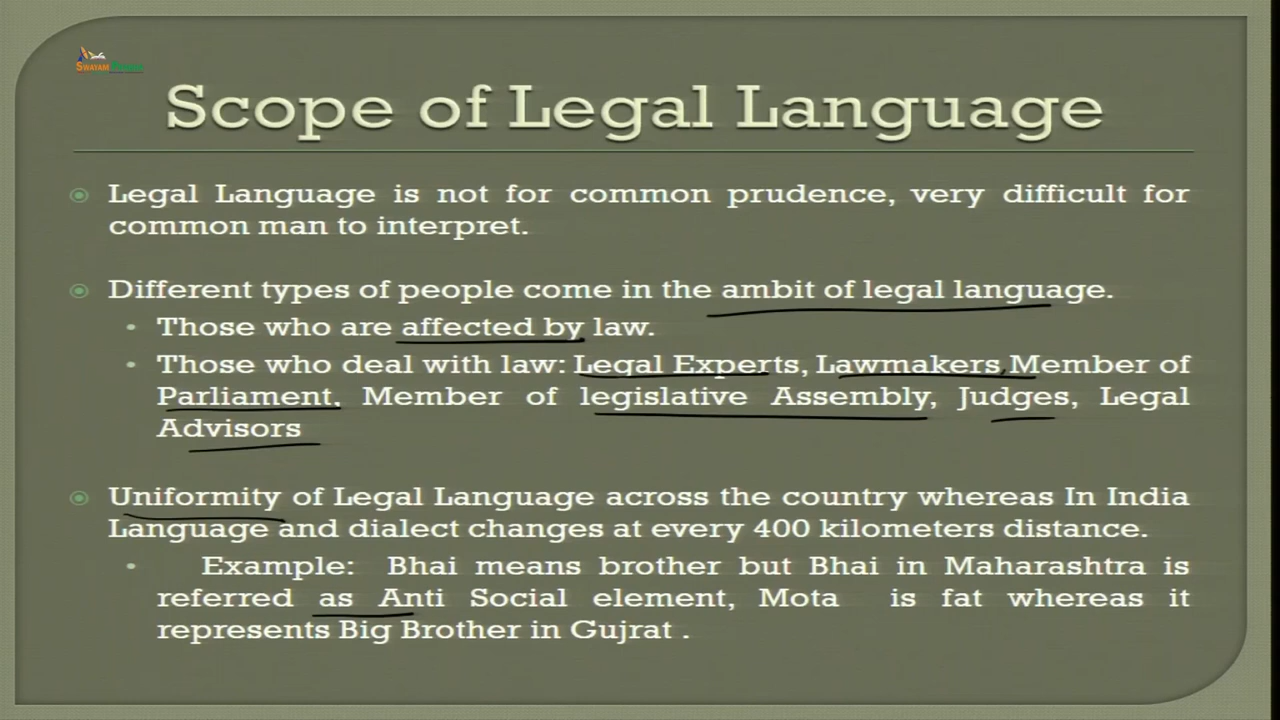 SWAYAM PRABHA
Scope of Legal Language
Legal Language is not for common prudence, very difficult for
common man to interpret.
Different types of people come in the ambit of legal language.
Those who are affected by law.
Those who deal with law: Legal Experts, Lawmakers,Member of
Parliament, Member of legislative Assembly, Judges, Legal
Advisors
Uniformity of Legal Language across the country whereas In India
Language and dialect changes at every 400 kilometers distance.
Example: Bhai means brother but Bhai in Maharashtra is
referred as Anti Social element, Mota is fat whereas it
represents Big Brother in Gujrat .